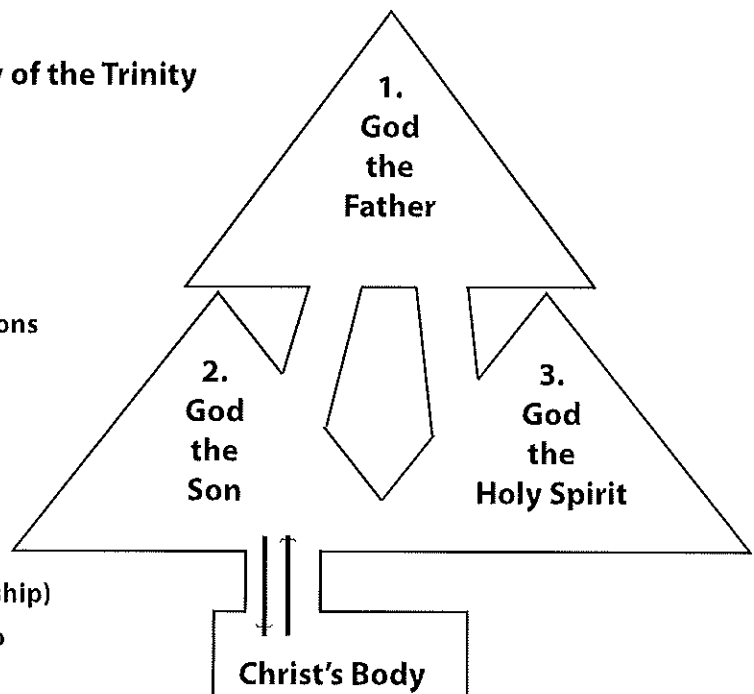 of the Trinity
1.
God
the
Father
ons
2.
God
the
Son
3.
God
the
Holy Spirit
ship)
Christ's Body